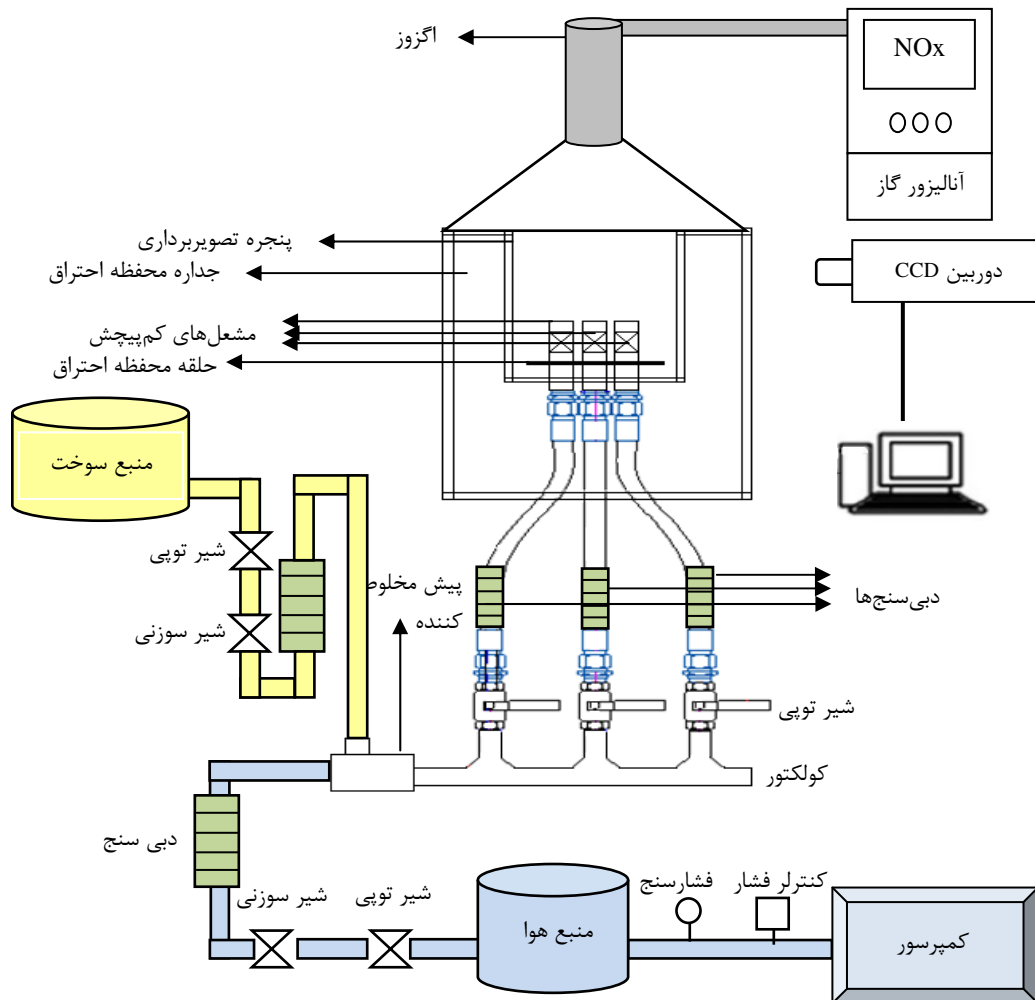 اگزوز
NOx
آنالیزور گاز
پنجره تصویربرداری
جداره محفظه احتراق
دوربین CCD
مشعل‌های کم‌پیچش
حلقه محفظه احتراق
منبع سوخت
شیر توپی
پیش مخلوط
کننده
دبی‌سنج‌ها
شیر سوزنی
شیر توپی
کولکتور
دبی سنج
شیر سوزنی
شیر توپی
منبع هوا
فشارسنج
کنترلر فشار
کمپرسور